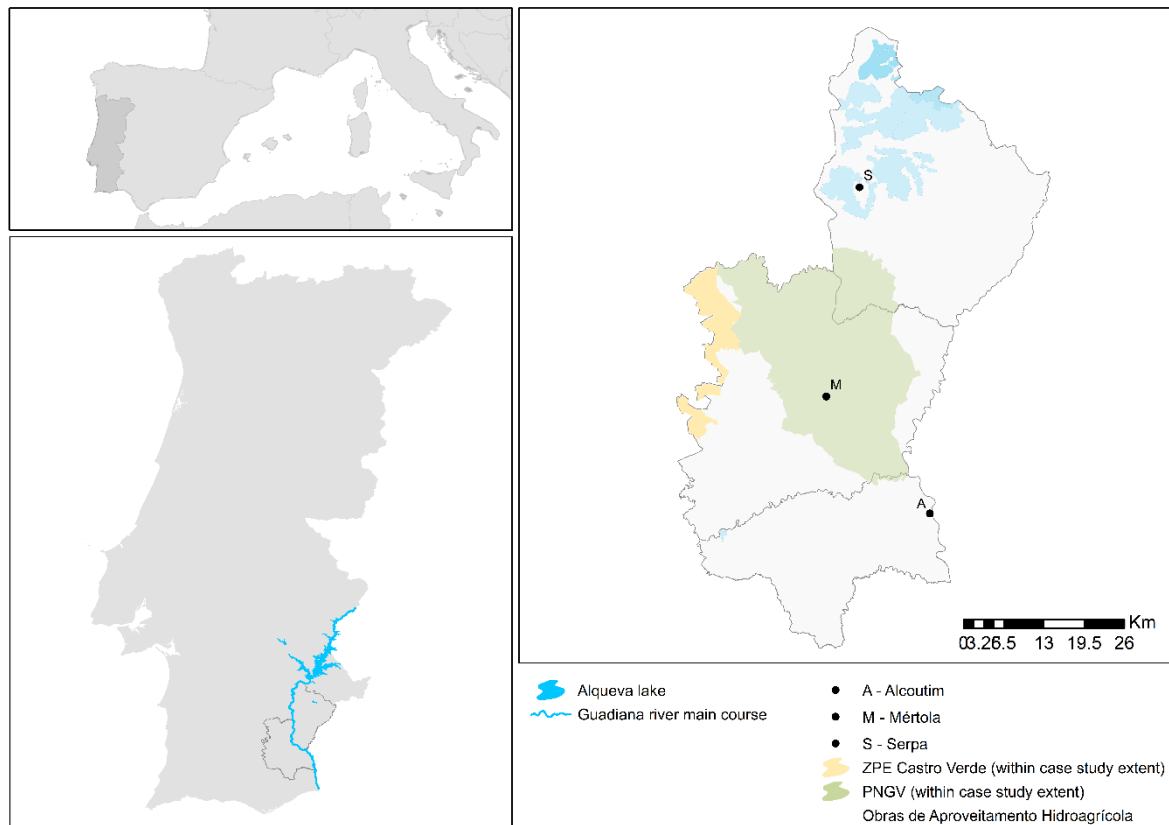 S
M
A
Km
03.26.5 13 19.5 26
Alqueva lake
Guadiana river main course
A - Alcoutim
M - Mértola
S - Serpa
ZPE Castro Verde (within case study extent)
PNGV (within case study extent)
Obras de Aproveitamento Hidroagrícola